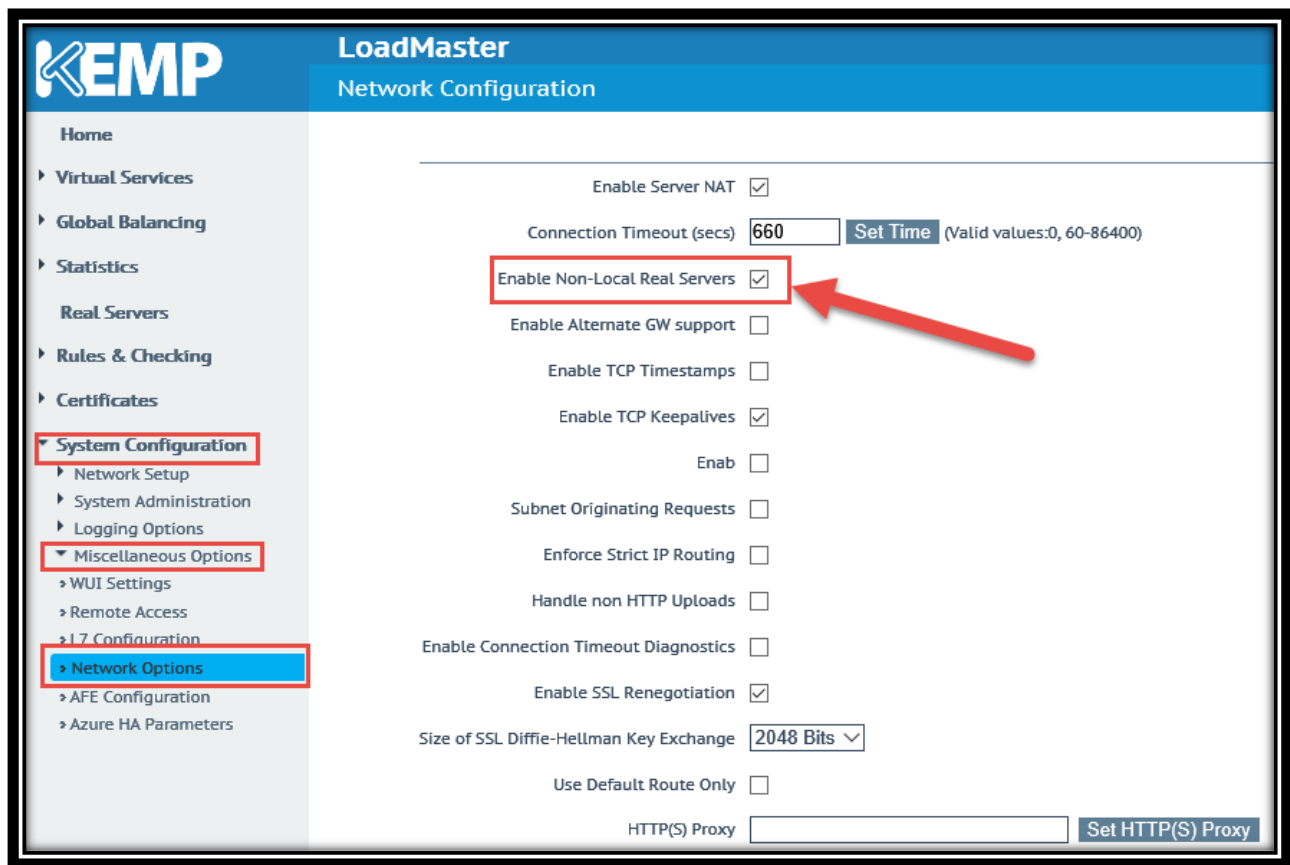 KEMP
LoadMaster
Network Configuration
Home
Virtual Services
Global Balancing
Statistics
Real Servers
Rules & Checking
Certificates
System Configuration
Network Setup
System Administration
Logging Options
Miscellaneous Options
WUI Settings
Remote Access
L7 Configuration
Network Options
AFE Configuration
Azure HA Parameters
Enable Server NAT
Connection Timeout (secs) 660 Set Time (Valid values:0, 60-86400)
Enable Non-Local Real Servers
Enable Alternate GW support
Enable TCP Timestamps
Enable TCP Keepalives
Enab
Subnet Originating Requests
Enforce Strict IP Routing
Handle non HTTP Uploads
Enable Connection Timeout Diagnostics
Enable SSL Renegotiation
Size of SSL Diffie-Hellman Key Exchange 2048 Bits
Use Default Route Only
HTTP(S) Proxy Set HTTP(S) Proxy